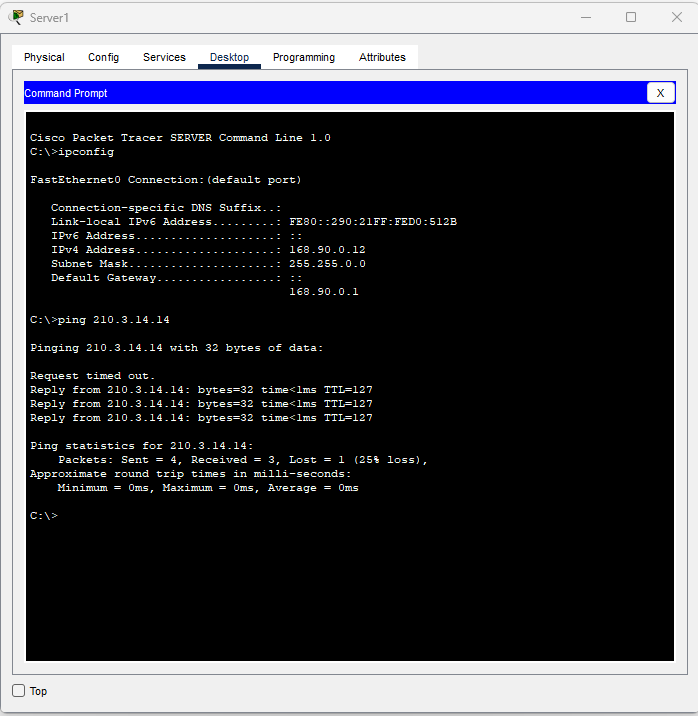 Server1
Physical Config Services Desktop Programming Attributes
Command Prompt
X
Cisco Packet Tracer SERVER Command Line 1.0
C:\>ipconfig
FastEthernet0 Connection:(default port)
Connection-specific DNS Suffix..:
Link-local IPv6 Address.........: FE80::290:21FF:FED0:512B
IPv6 Address....................: ::
IPv4 Address....................: 168.90.0.12
Subnet Mask.....................: 255.255.0.0
Default Gateway.................: ::
168.90.0.1
C:\>ping 210.3.14.14
Pinging 210.3.14.14 with 32 bytes of data:
Request timed out.
Reply from 210.3.14.14: bytes=32 time<1ms TTL=127
Reply from 210.3.14.14: bytes=32 time<1ms TTL=127
Reply from 210.3.14.14: bytes=32 time<1ms TTL=127
Ping statistics for 210.3.14.14:
Packets: Sent = 4, Received = 3, Lost = 1 (25% loss),
Approximate round trip times in milli-seconds:
Minimum = 0ms, Maximum = 0ms, Average = 0ms
C:\>
Top